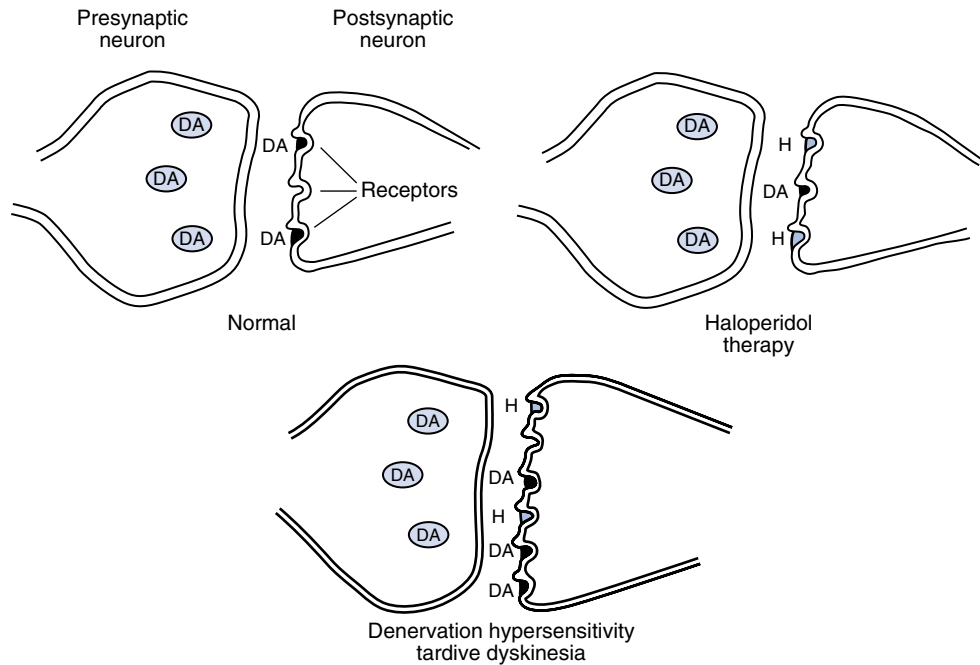 Presynaptic
neuron
Postsynaptic
neuron
DA
DA
DA
DA
DA
Receptors
Normal
DA
DA
DA
H
DA
H
Haloperidol
therapy
DA
DA
DA
H
DA
H
DA
DA
Denervation hypersensitivity
tardive dyskinesia